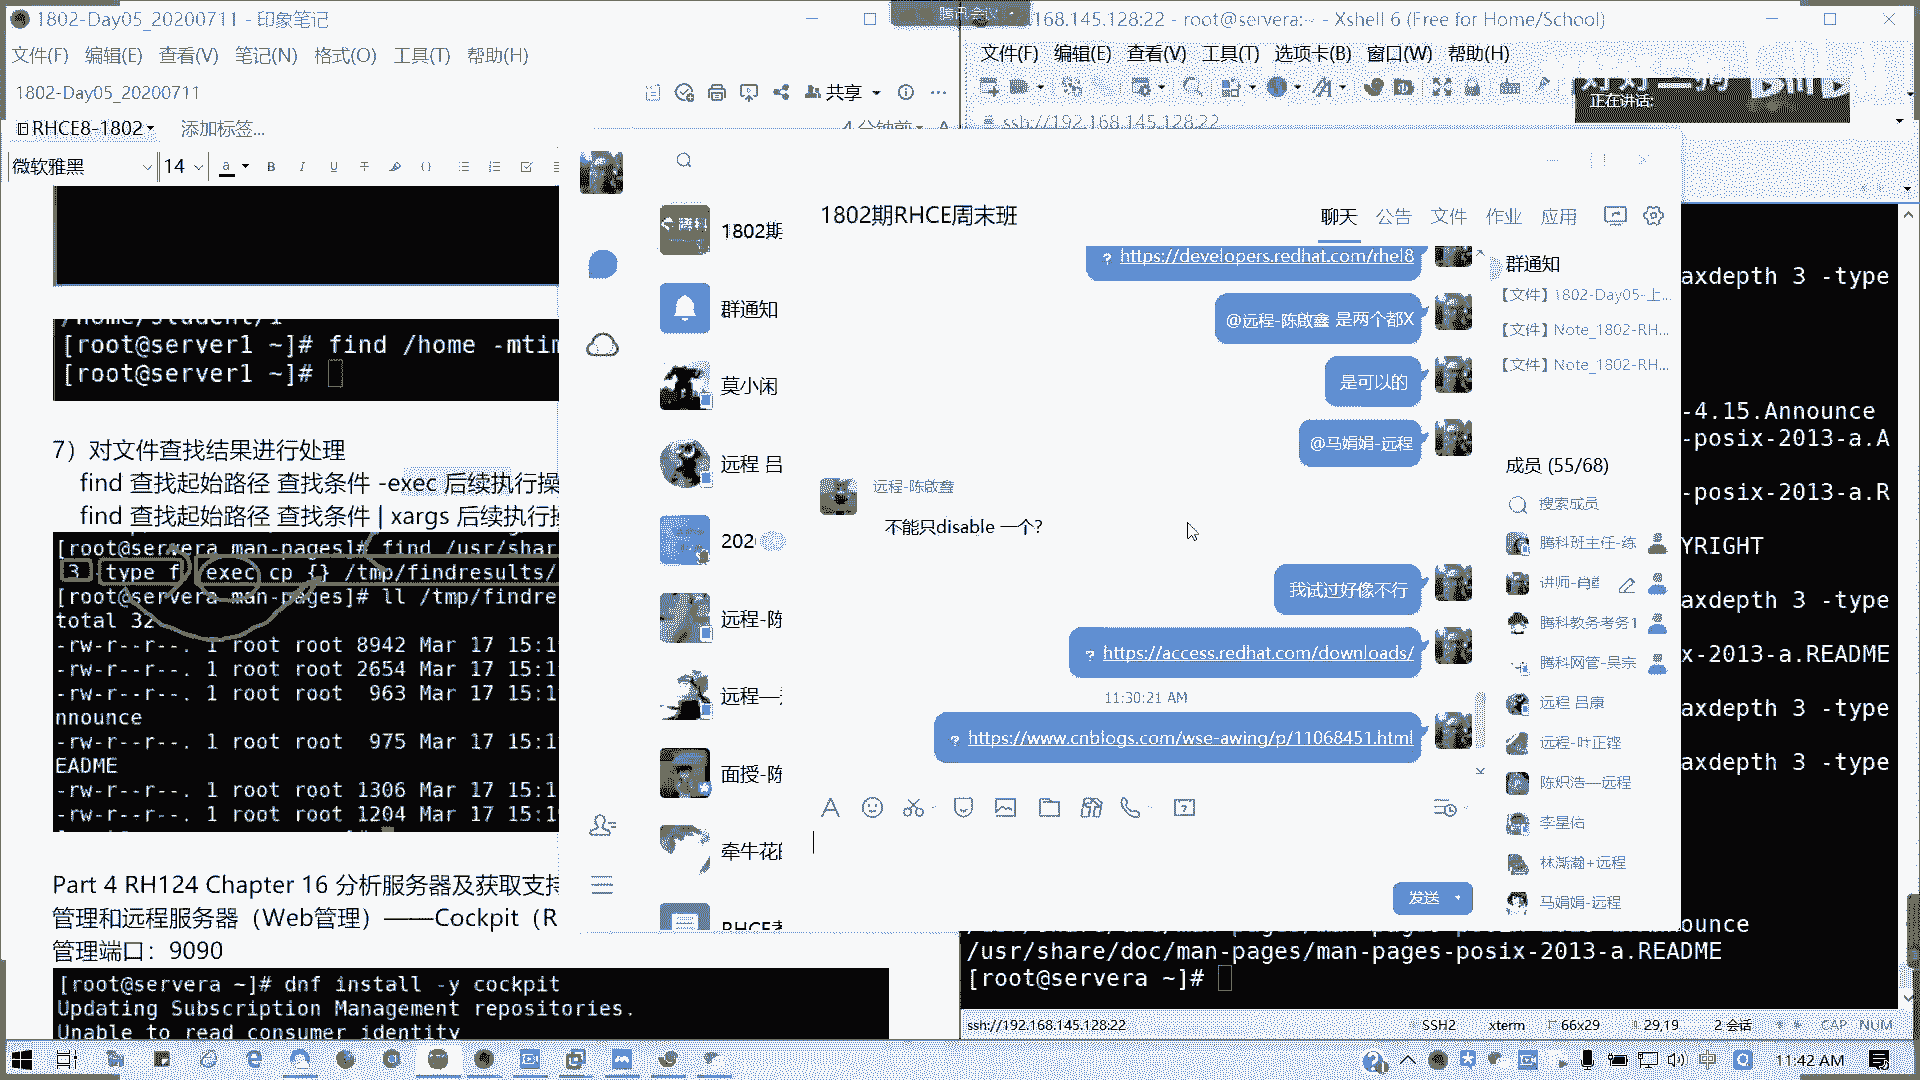 1802-Day05_20200711 - 印象笔记
文件(F) 编辑(E) 查看(V) 笔记(N) 格式(O) 工具(T) 帮助(H)
1802-Day05_20200711
共享
RHCE8-1802
添加标签...
微软雅黑
14
[root@server1 ~]# find /home -mtim
[root@server1 ~]#
7）对文件查找结果进行处理
find 查找起始路径 查找条件 -exec 后续执行操
find 查找起始路径 查找条件 | xargs 后续执行操
[root@servera man-pages]# find /usr/shar
3 type f exec cp {} /tmp/findresults/
[root@servera man-pages]# ll /tmp/findre
total 32
-rw-r--r--. 1 root root 8942 Mar 17 15:1
-rw-r--r--. 1 root root 2654 Mar 17 15:1
-rw-r--r--. 1 root root 963 Mar 17 15:1
nnounce
-rw-r--r--. 1 root root 975 Mar 17 15:1
EADME
-rw-r--r--. 1 root root 1306 Mar 17 15:1
-rw-r--r--. 1 root root 1204 Mar 17 15:1
Part 4 RH124 Chapter 16 分析服务器及获取支持
管理和远程服务器（Web管理）——Cockpit（R
管理端口：9090
[root@servera ~]# dnf install -y cockpit
Updating Subscription Management repositories.
Unable to read consumer identity
腾讯会议
168.145.128:22 - root@servera:~ - Xshell 6 (Free for Home/School)
文件(F) 编辑(E) 查看(V) 工具(T) 选项卡(B) 窗口(W) 帮助(H)
正在讲话:
ssh://192.168.145.128:22
1802期
群通知
莫小闲
远程 吕
202
远程-陈
远程—
面授-陈
牵牛花
1802期RHCE周末班
聊天 公告 文件 作业 应用
https://developers.redhat.com/rhel8
@远程-陈啟鑫 是两个都X
是可以的
@马娟娟-远程
远程-陈啟鑫
不能只disable 一个?
我试过好像不行
https://access.redhat.com/downloads/
11:30:21 AM
https://www.cnblogs.com/wse-awing/p/11068451.html
发送
群通知
【文件】1802-Day05-上...
【文件】Note_1802-RH...
【文件】Note_1802-RH...
成员 (55/68)
搜索成员
腾科班主任-练
讲师-肖
腾科教务考务1
腾科网管-吴宗
远程 吕康
远程-叶正铿
陈炽浩—远程
李星佑
林渐瀚+远程
马娟娟-远程
axdepth 3 -type
-4.15.Announce
-posix-2013-a.A
-posix-2013-a.R
YRIGHT
axdepth 3 -type
x-2013-a.README
axdepth 3 -type
axdepth 3 -type
/usr/share/doc/man-pages/man-pages-posix-2013-a.README
[root@servera ~]#
ssh://192.168.145.128:22
SSH2
xterm
66x29
29,19
2 会话
CAP
NUM
中
11:42 AM